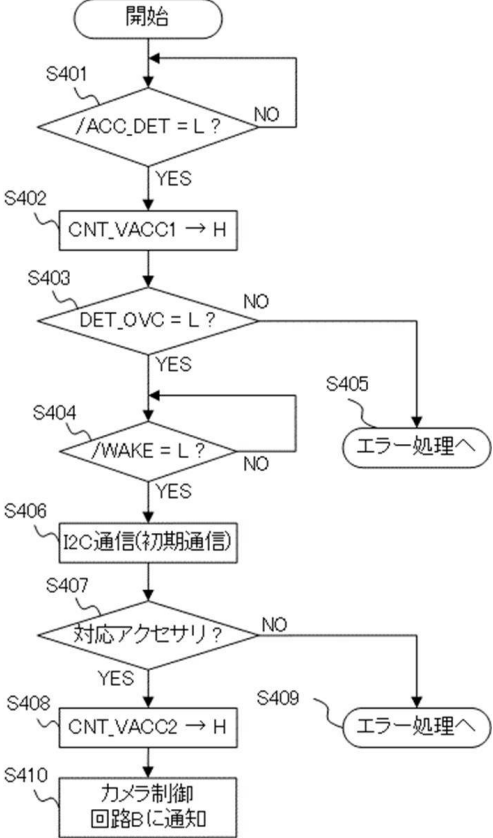 開始
S401
/ACC_DET = L ?
NO
YES
S402
CNT_VACC1 → H
S403
DET_OVC = L ?
NO
YES
S404
/WAKE = L ?
NO
YES
S405
エラー処理へ
S406
I2C通信(初期通信)
S407
対応アクセサリ ?
NO
YES
S408
CNT_VACC2 → H
S409
エラー処理へ
S410
カメラ制御
回路Bに通知